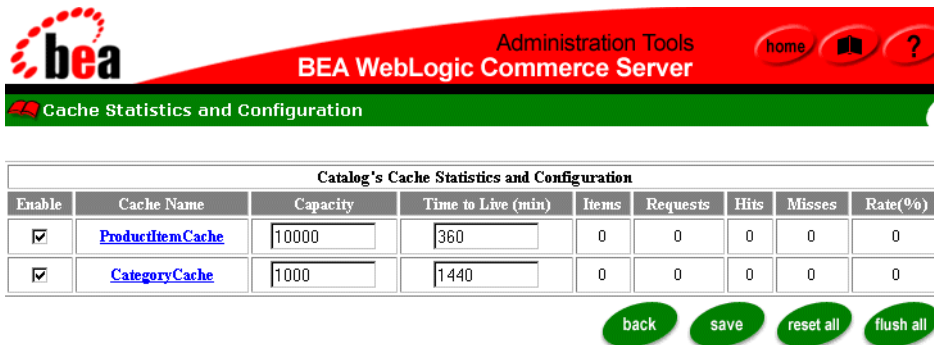 bea
Administration Tools
BEA WebLogic Commerce Server
home ?
Cache Statistics and Configuration
Catalog's Cache Statistics and Configuration
Enable Cache Name Capacity Time to Live (min) Items Requests Hits Misses Rate(%)
ProductItemCache 10000 360 0 0 0 0 0
CategoryCache 1000 1440 0 0 0 0 0
back save reset all flush all